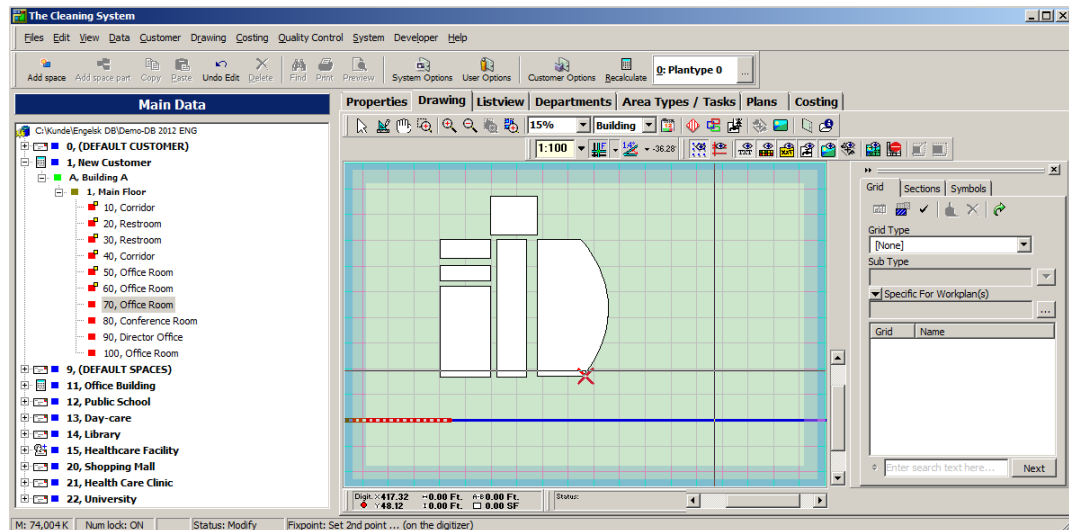 The Cleaning System
Files Edit View Data Customer Drawing Costing Quality Control System Developer Help
Add space Add space part Copy Paste Undo Edit Delete Find Print Preview System Options User Options Customer Options Recalculate 0: Plantype 0 ...
Main Data
Properties Drawing Listview Departments Area Types / Tasks Plans Costing
C:\Kunde\Engelsk DB\Demo-DB 2012 ENG
0, (DEFAULT CUSTOMER)
1, New Customer
A, Building A
1, Main Floor
10, Corridor
20, Restroom
30, Restroom
40, Corridor
50, Office Room
60, Office Room
70, Office Room
80, Conference Room
90, Director Office
100, Office Room
9, (DEFAULT SPACES)
11, Office Building
12, Public School
13, Day-care
14, Library
15, Healthcare Facility
20, Shopping Mall
21, Health Care Clinic
22, University
15% Building
1:100 1.45° -36.28°
Grid Sections Symbols
Grid Type
[None]
Sub Type
Specific For Workplan(s)
...
Grid Name
Enter search text here... Next
Digit. X 417.32 0.00 Ft. A-B 0.00 Ft. Status:
Y 48.12 0.00 Ft. 0.00 SF
M: 74,004 K Num lock: ON Status: Modify Fixpoint: Set 2nd point ... (on the digitizer)